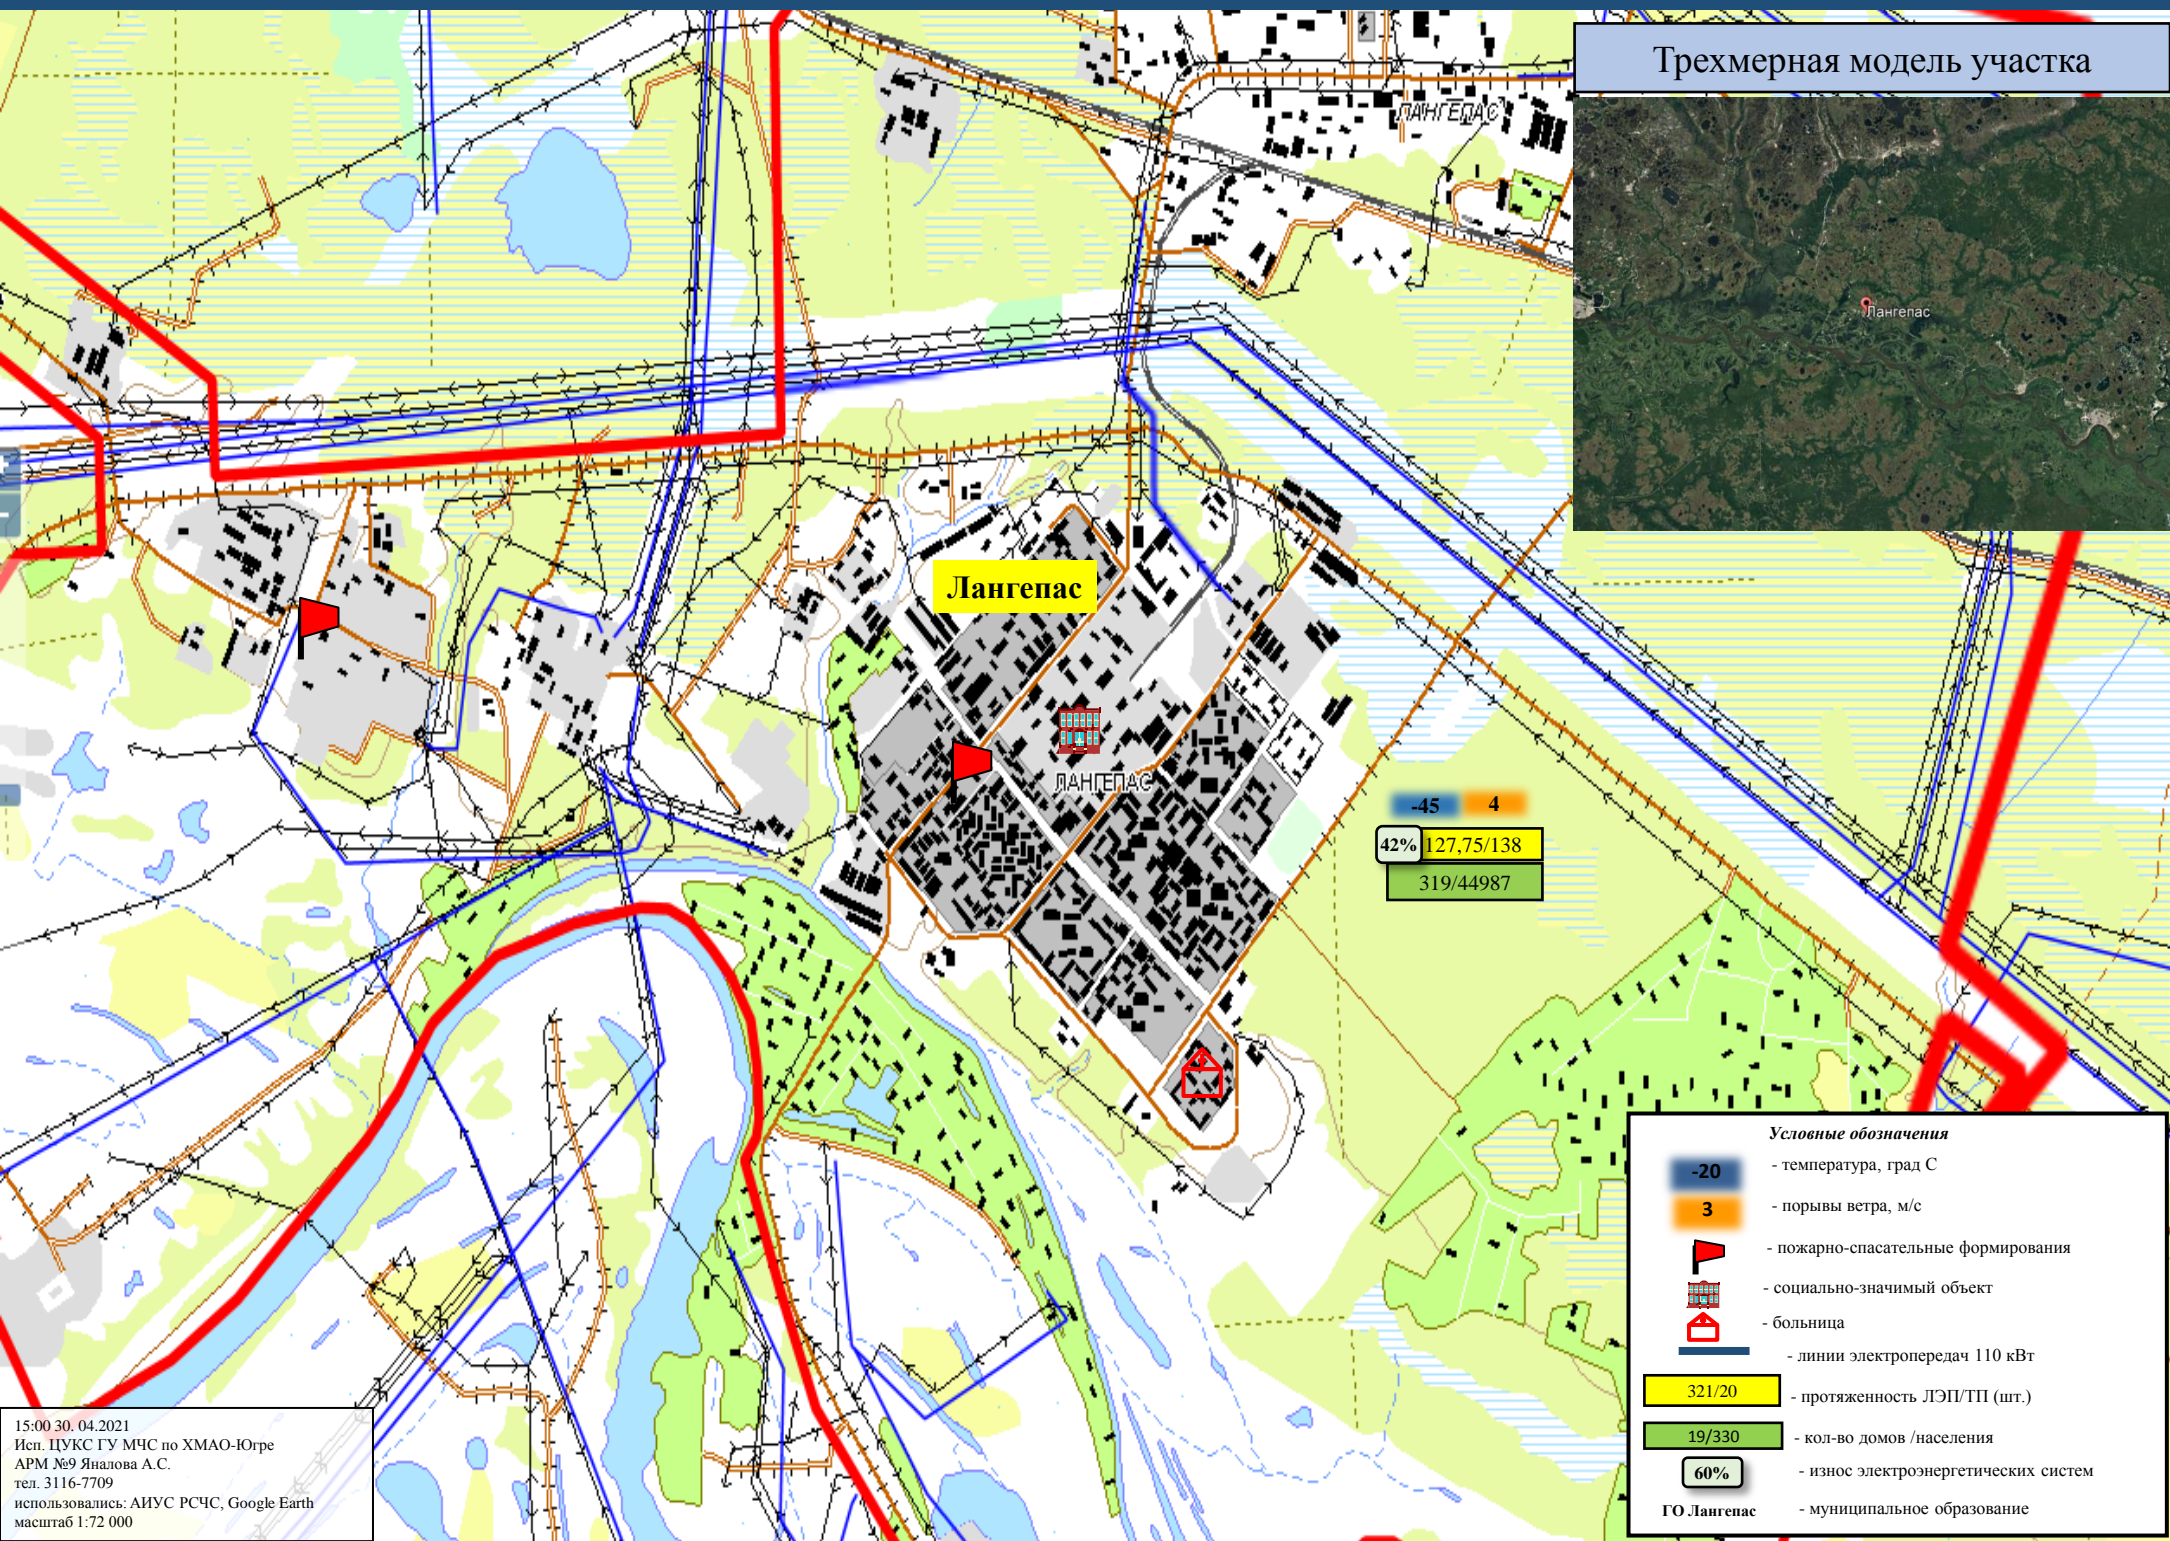 Трехмерная модель участка
ЛАНГЕПАС
Лангепас
Лангепас
ЛАНГЕПАС
-45 4
42% 127,75/138
319/44987
Условные обозначения
-20 - температура, град С
3 - порывы ветра, м/с
- пожарно-спасательные формирования
- социально-значимый объект
- больница
- линии электропередач 110 кВт
321/20 - протяженность ЛЭП/ТП (шт.)
19/330 - кол-во домов /населения
60% - износ электроэнергетических систем
ГО Лангепас - муниципальное образование
15:00 30. 04.2021
Исп. ЦУКС ГУ МЧС по ХМАО-Югре
АРМ №9 Яналова А.С.
тел. 3116-7709
использовались: АИУС РСЧС, Google Earth
масштаб 1:72 000